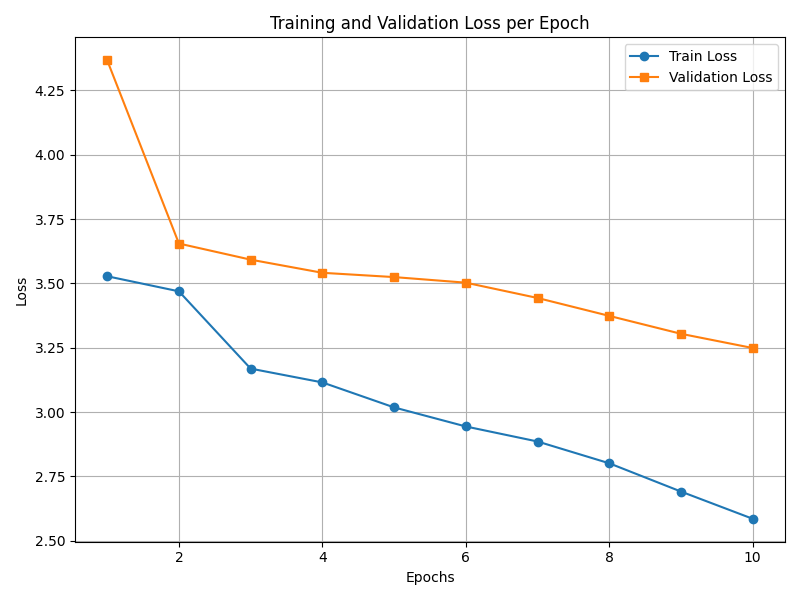 Training and Validation Loss per Epoch
Train Loss
Validation Loss
4.25
4.00
3.75
3.50
3.25
3.00
2.75
2.50
Loss
2 4 6 8 10
Epochs